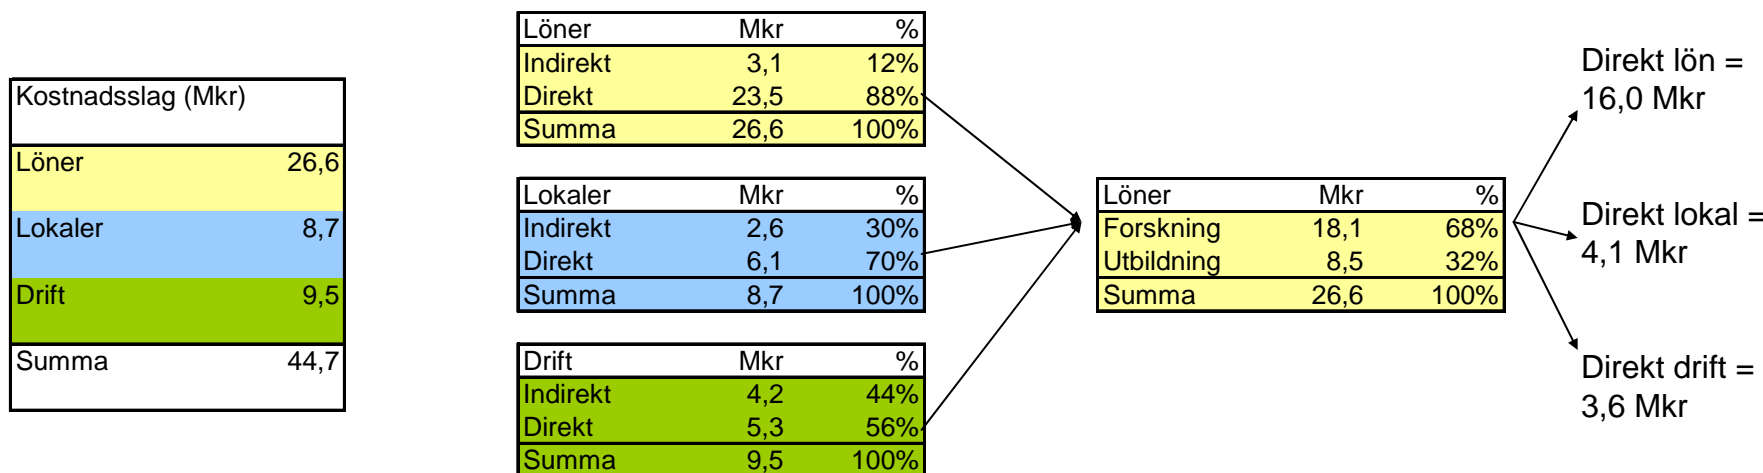 Kostnadsslag (Mkr)
Löner 26,6
Lokaler 8,7
Drift 9,5
Summa 44,7
Löner Mkr %
Indirekt 3,1 12%
Direkt 23,5 88%
Summa 26,6 100%
Lokaler Mkr %
Indirekt 2,6 30%
Direkt 6,1 70%
Summa 8,7 100%
Drift Mkr %
Indirekt 4,2 44%
Direkt 5,3 56%
Summa 9,5 100%
Löner Mkr %
Forskning 18,1 68%
Utbildning 8,5 32%
Summa 26,6 100%
Direkt lön =
16,0 Mkr
Direkt lokal =
4,1 Mkr
Direkt drift =
3,6 Mkr